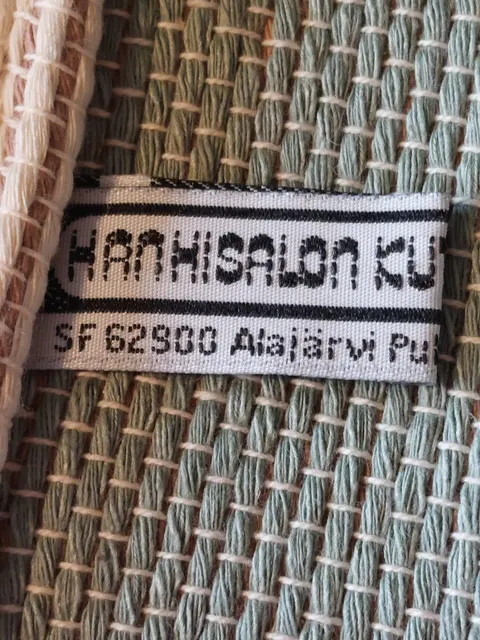 HANHISALON KU
SF 62900 Alajärvi Pu